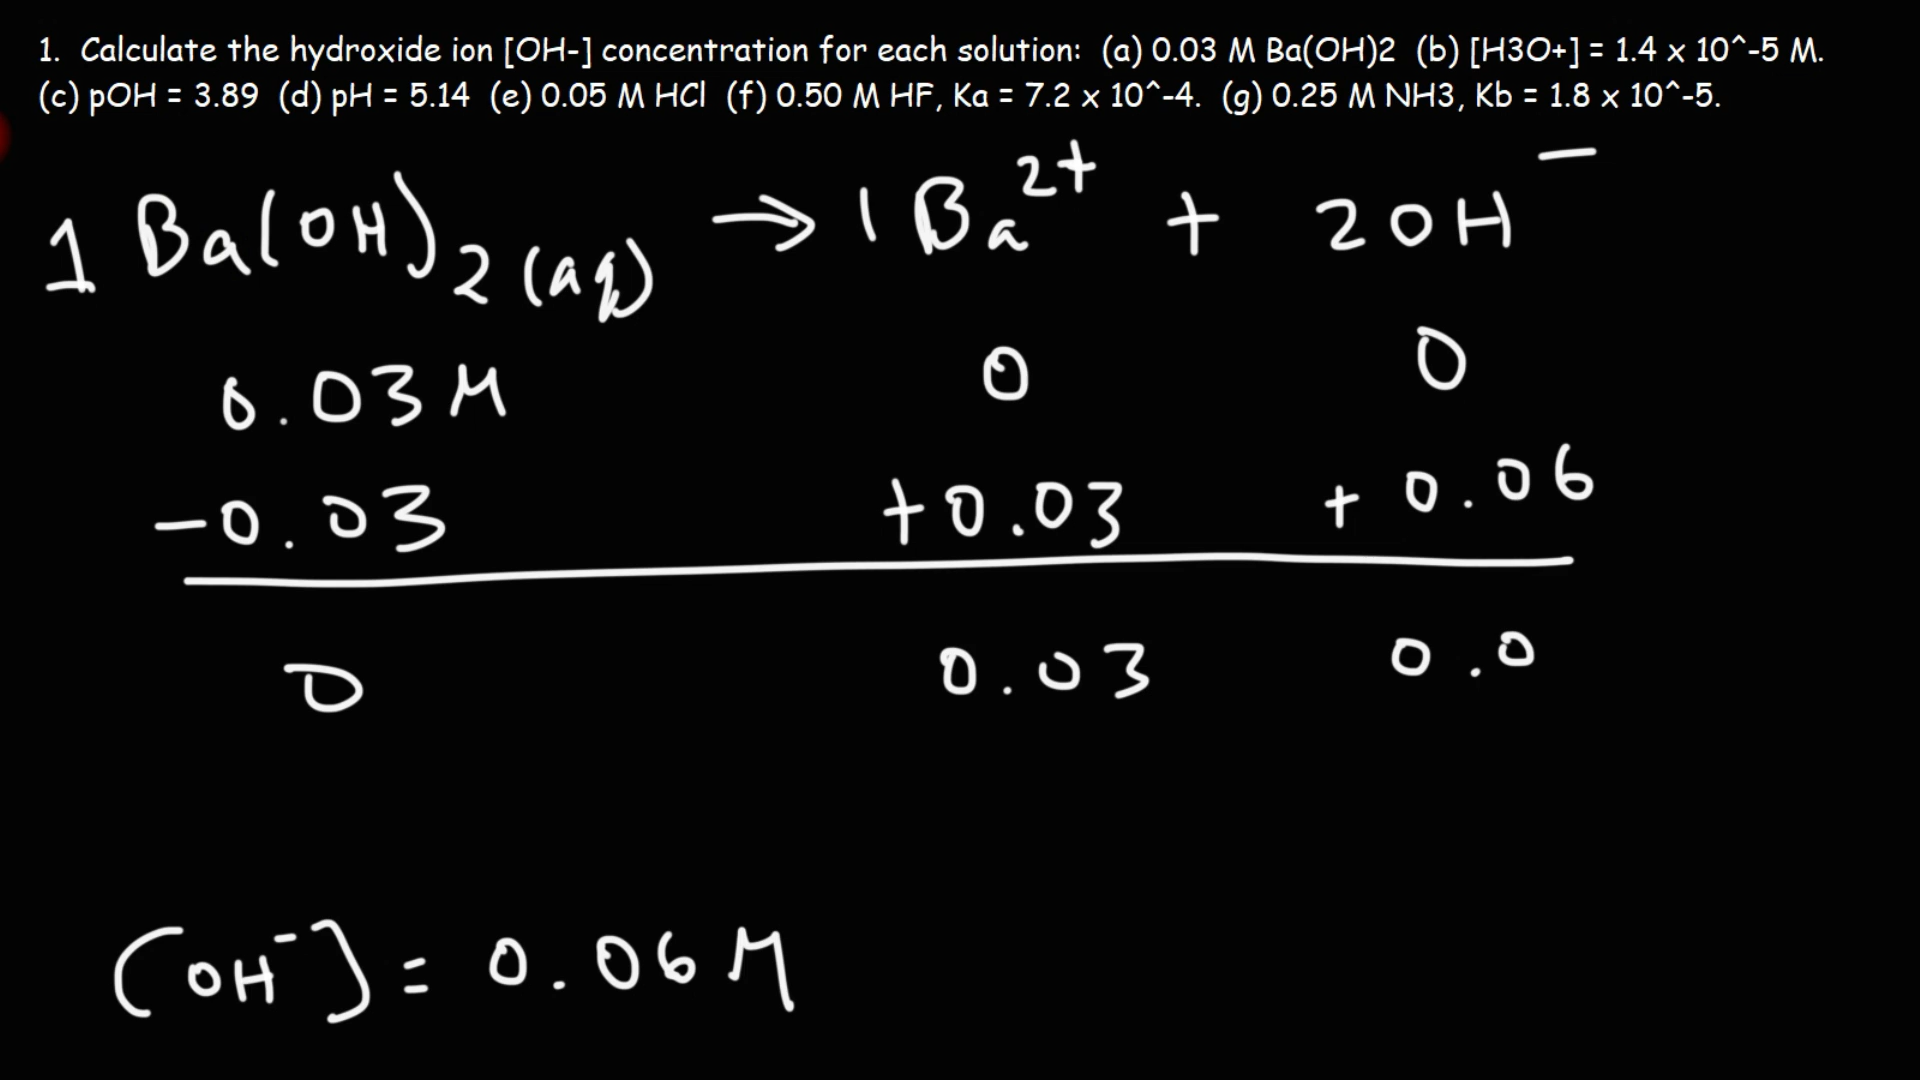 1. Calculate the hydroxide ion [OH-] concentration for each solution: (a) 0.03 M Ba(OH)2 (b) [H3O+] = 1.4 x 10^-5 M.
(c) pOH = 3.89 (d) pH = 5.14 (e) 0.05 M HCl (f) 0.50 M HF, Ka = 7.2 x 10^-4. (g) 0.25 M NH3, Kb = 1.8 x 10^-5.
1 Ba(OH)₂(aq) → 1 Ba²⁺ + 2OH⁻
0.03 M 0 0
-0.03 +0.03 +0.06
0 0.03 0.0
[OH⁻] = 0.06 M